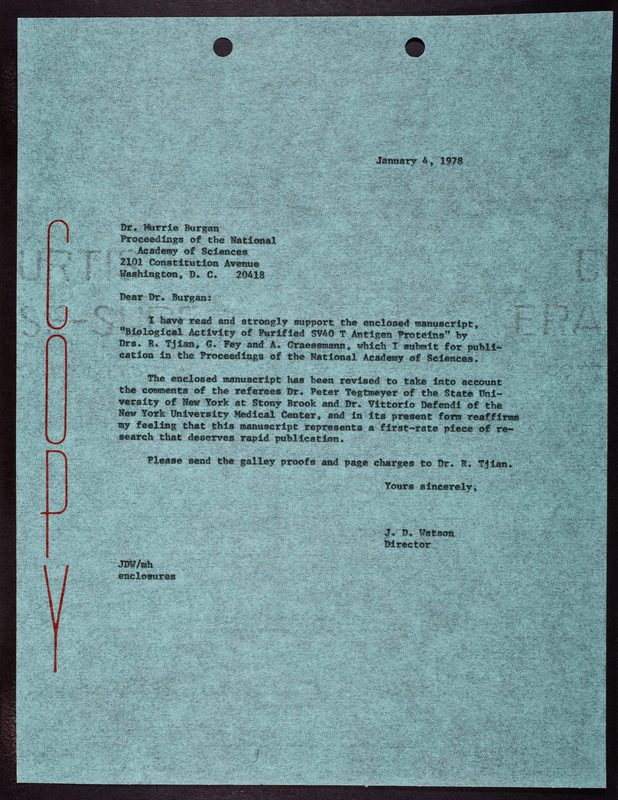 January 4, 1978
Dr. Murrie Burgan
Proceedings of the National
Academy of Sciences
2101 Constitution Avenue
Washington, D. C. 20418
Dear Dr. Burgan:
I have read and strongly support the enclosed manuscript,
"Biological Activity of Purified SV40 T Antigen Proteins" by
Drs. R. Tjian, G. Fey and A. Graessmann, which I submit for publi-
cation in the Proceedings of the National Academy of Sciences.
The enclosed manuscript has been revised to take into account
the comments of the referees Dr. Peter Tegtmeyer of the State Uni-
versity of New York at Stony Brook and Dr. Vittorio Defendi of the
New York University Medical Center, and in its present form reaffirms
my feeling that this manuscript represents a first-rate piece of re-
search that deserves rapid publication.
Please send the galley proofs and page charges to Dr. R. Tjian.
Yours sincerely,
J. D. Watson
Director
JDW/mh
enclosures
COPY
ERA